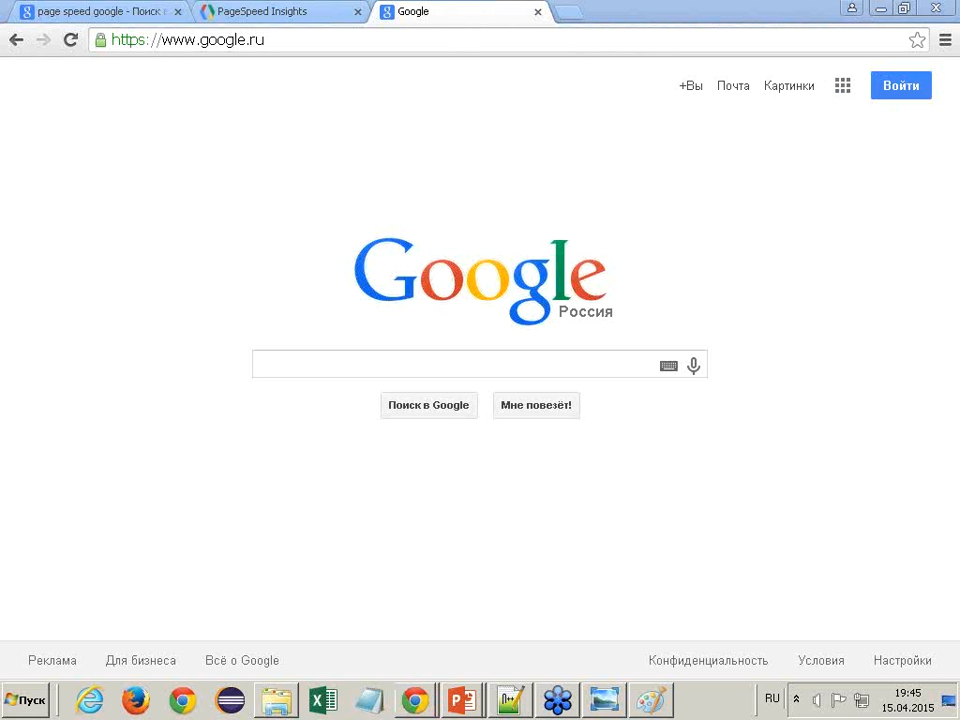 page speed google - Поиск
PageSpeed Insights
Google
https://www.google.ru
+Вы Почта Картинки Войти
Google
Россия
Поиск в Google Мне повезёт!
Реклама Для бизнеса Всё о Google Конфиденциальность Условия Настройки
Пуск RU 19:45
15.04.2015